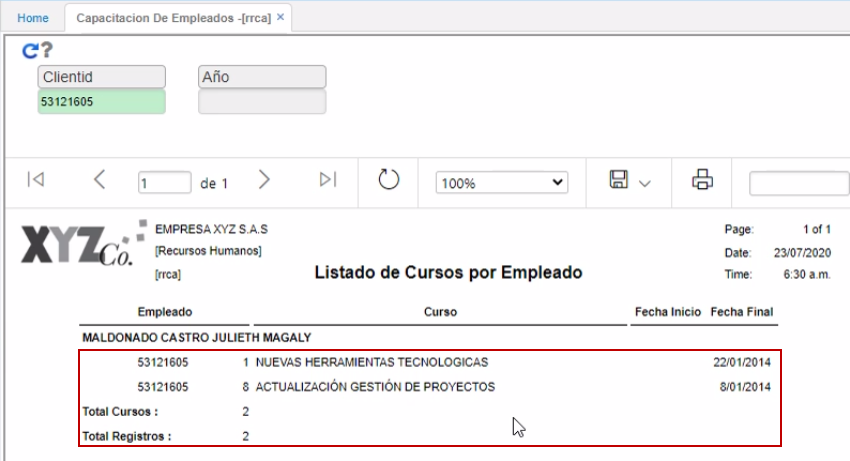 Home Capacitacion De Empleados -[rrca] ×
?
Clientid Año
53121605
1 de 1 100%
XYZ Co. EMPRESA XYZ S.A.S Page: 1 of 1
[Recursos Humanos] Date: 23/07/2020
[rrca] Listado de Cursos por Empleado Time: 6:30 a.m.
Empleado Curso Fecha Inicio Fecha Final
MALDONADO CASTRO JULIETH MAGALY
53121605 1 NUEVAS HERRAMIENTAS TECNOLOGICAS 22/01/2014
53121605 8 ACTUALIZACIÓN GESTIÓN DE PROYECTOS 8/01/2014
Total Cursos : 2
Total Registros : 2